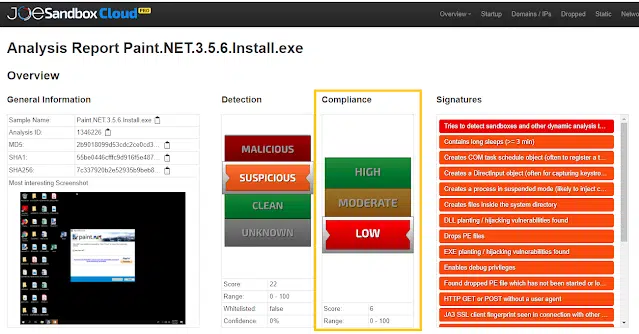 JOESandbox Cloud PRO
Overview Startup Domains / IPs Dropped Static Netwo
Analysis Report Paint.NET.3.5.6.Install.exe
Overview
General Information
Sample Name: Paint.NET.3.5.6 Install exe
Analysis ID: 1346226
MD5: 2b9018099d53cdc2ce0cd3...
SHA1: 55be0446cfffc9d916f5e487...
SHA256: 7c337920b2e52935b9beb8...
Most interesting Screenshot
paint.net
Detection
MALICIOUS
SUSPICIOUS
CLEAN
UNKNOWN
Score: 22
Range: 0 - 100
Whitelisted: false
Confidence: 0%
Compliance
HIGH
MODERATE
LOW
Score: 6
Range: 0 - 100
Signatures
Tries to detect sandboxes and other dynamic analysis t...
Contains long sleeps (>= 3 min)
Creates COM task schedule object (often to register a t...
Creates a DirectInput object (often for capturing keystro...
Creates a process in suspended mode (likely to inject c...
Creates files inside the system directory
DLL planting / hijacking vulnerabilities found
Drops PE files
EXE planting / hijacking vulnerabilities found
Enables debug privileges
Found dropped PE file which has not been started or lo...
HTTP GET or POST without a user agent
JA3 SSL client fingerprint seen in connection with other ...